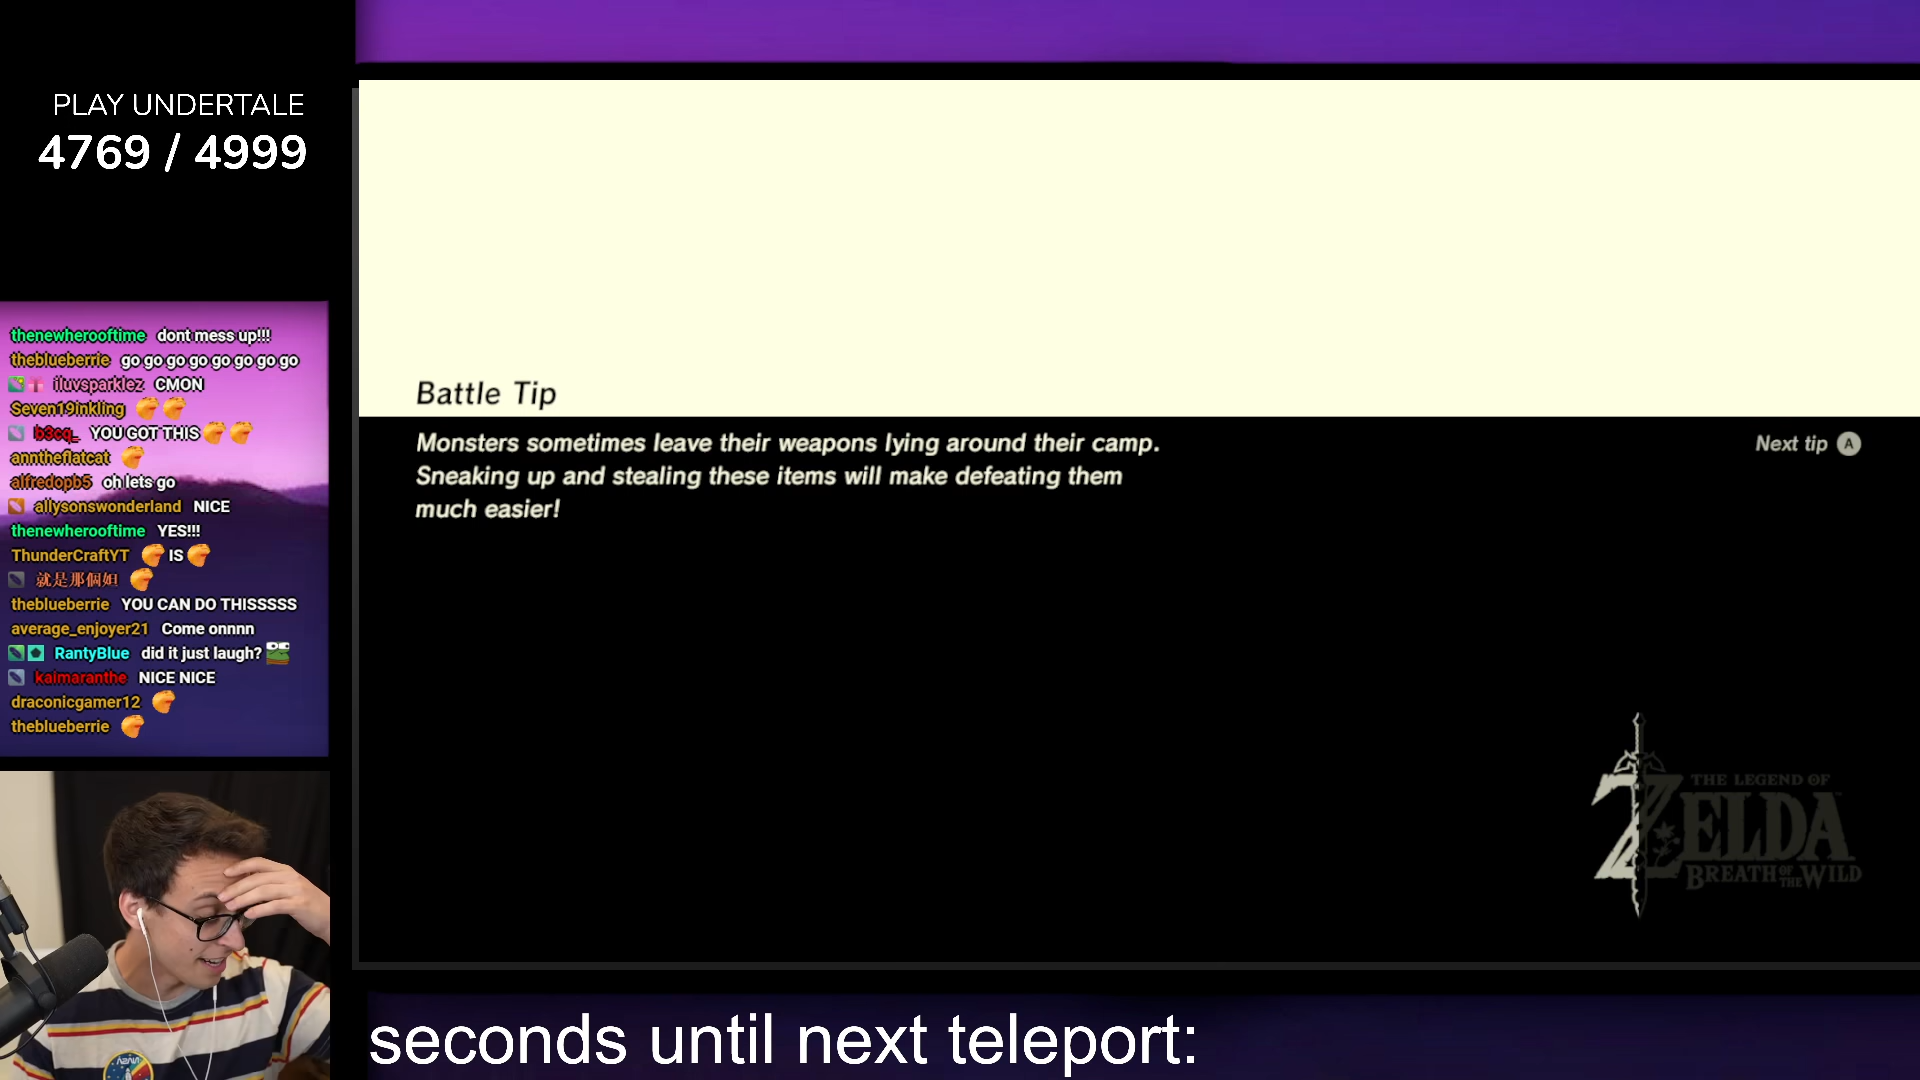 PLAY UNDERTALE
4769 / 4999
thenewherooftime dont mess up!!!
theblueberrie go go go go go go go go
iluvsparklez CMON
Seven19inkling
b3cq_ YOU GOT THIS
anntheflatcat
alfredopb5 oh lets go
allysonswonderland NICE
thenewherooftime YES!!!
ThunderCraftYT IS
就是那個妲
theblueberrie YOU CAN DO THISSSSS
average_enjoyer21 Come onnnn
RantyBlue did it just laugh?
kaimaranthe NICE NICE
draconicgamer12
theblueberrie
Battle Tip
Monsters sometimes leave their weapons lying around their camp.
Sneaking up and stealing these items will make defeating them
much easier!
Next tip A
THE LEGEND OF
ZELDA
BREATH OF THE WILD
seconds until next teleport: